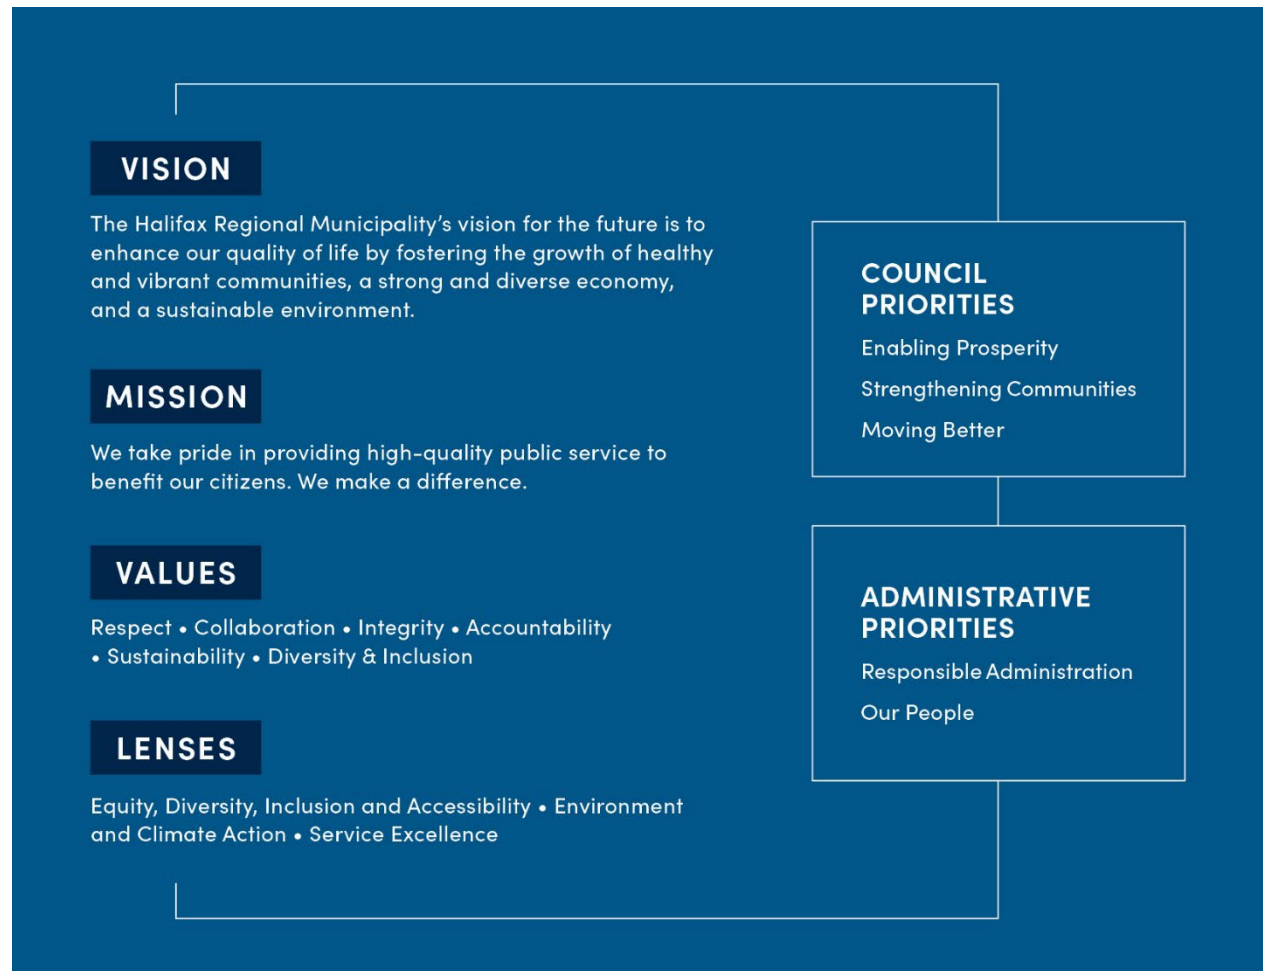 VISION
The Halifax Regional Municipality’s vision for the future is to
enhance our quality of life by fostering the growth of healthy
and vibrant communities, a strong and diverse economy,
and a sustainable environment.
MISSION
We take pride in providing high-quality public service to
benefit our citizens. We make a difference.
VALUES
Respect • Collaboration • Integrity • Accountability
• Sustainability • Diversity & Inclusion
LENSES
Equity, Diversity, Inclusion and Accessibility • Environment
and Climate Action • Service Excellence
COUNCIL
PRIORITIES
Enabling Prosperity
Strengthening Communities
Moving Better
ADMINISTRATIVE
PRIORITIES
Responsible Administration
Our People